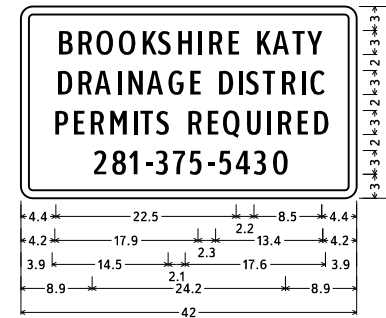 BROOKSHIRE KATY
DRAINAGE DISTRIC
PERMITS REQUIRED
281-375-5430
3
3
2
3
2
3
2
3
3
4.4 22.5 2.2 8.5 4.4
4.2 17.9 2.3 13.4 4.2
3.9 14.5 2.1 17.6 3.9
8.9 24.2 8.9
42